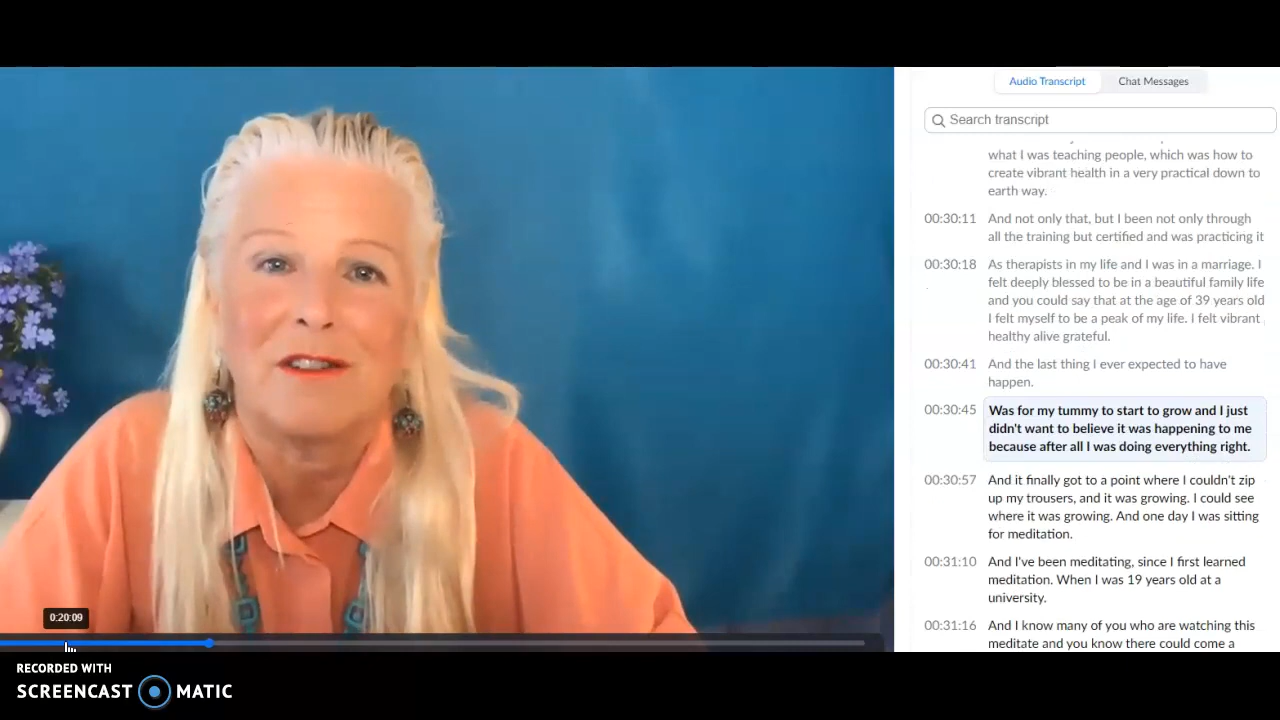 Audio Transcript
Chat Messages
Search transcript
what I was teaching people, which was how to
create vibrant health in a very practical down to
earth way.
00:30:11
And not only that, but I been not only through
all the training but certified and was practicing it
00:30:18
As therapists in my life and I was in a marriage. I
felt deeply blessed to be in a beautiful family life
and you could say that at the age of 39 years old
I felt myself to be a peak of my life. I felt vibrant
healthy alive grateful.
00:30:41
And the last thing I ever expected to have
happen.
00:30:45
Was for my tummy to start to grow and I just
didn't want to believe it was happening to me
because after all I was doing everything right.
00:30:57
And it finally got to a point where I couldn't zip
up my trousers, and it was growing. I could see
where it was growing. And one day I was sitting
for meditation.
00:31:10
And I've been meditating, since I first learned
meditation. When I was 19 years old at a
university.
00:31:16
And I know many of you who are watching this
meditate and you know there could come a
0:20:09
RECORDED WITH
SCREENCAST MATIC